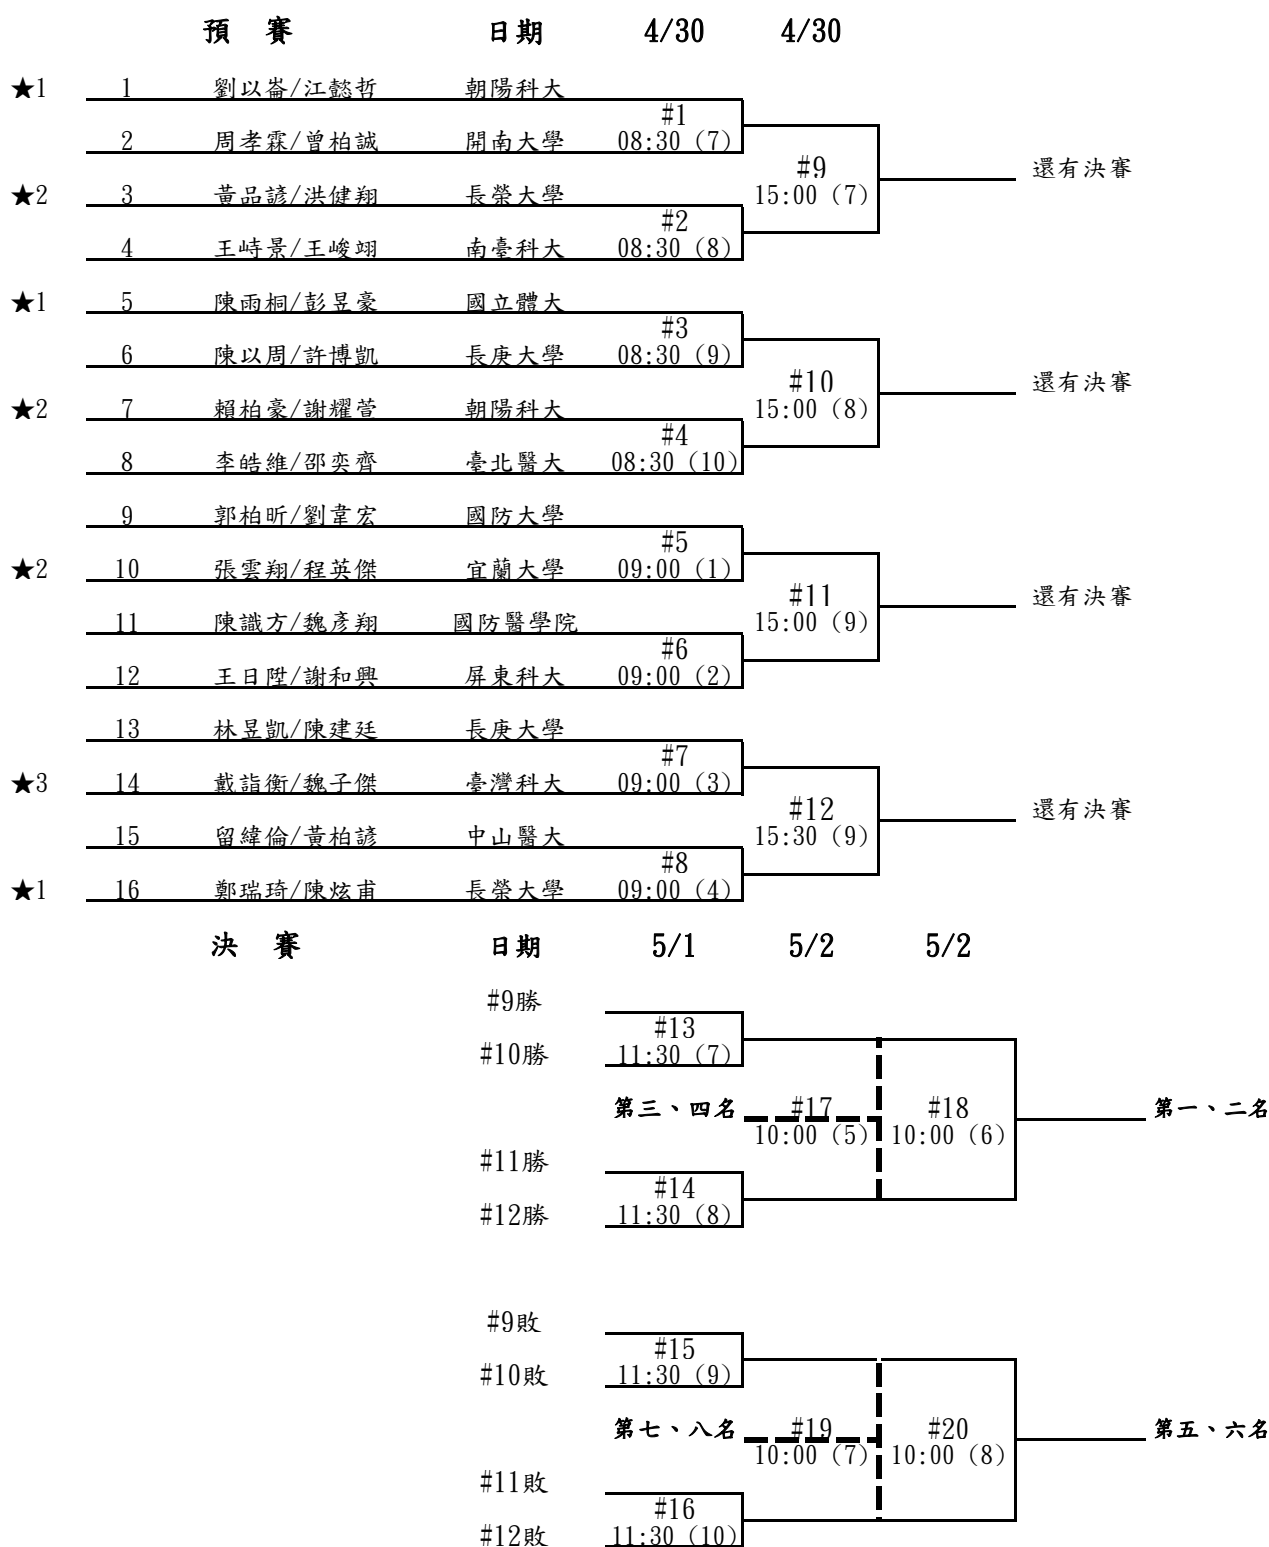 預 賽 日期 4/30 4/30
★1 1 劉以崙/江懿哲 朝陽科大
#1
2 周孝霖/曾柏誠 開南大學 08:30 (7)
#9 還有決賽
★2 3 黃品諺/洪健翔 長榮大學 15:00 (7)
#2
4 王峙景/王峻翊 南臺科大 08:30 (8)
★1 5 陳雨桐/彭昱豪 國立體大
#3
6 陳以周/許博凱 長庚大學 08:30 (9)
#10 還有決賽
★2 7 賴柏豪/謝耀萱 朝陽科大 15:00 (8)
#4
8 李皓維/邵奕齊 臺北醫大 08:30 (10)
9 郭柏昕/劉韋宏 國防大學
#5
★2 10 張雲翔/程英傑 宜蘭大學 09:00 (1)
#11 還有決賽
11 陳識方/魏彥翔 國防醫學院 15:00 (9)
#6
12 王日陞/謝和興 屏東科大 09:00 (2)
13 林昱凱/陳建廷 長庚大學
#7
★3 14 戴詣衡/魏子傑 臺灣科大 09:00 (3)
#12 還有決賽
15 留緯倫/黃柏諺 中山醫大 15:30 (9)
#8
★1 16 鄭瑞琦/陳炫甫 長榮大學 09:00 (4)
決 賽 日期 5/1 5/2 5/2
#9勝
#13
#10勝 11:30 (7)
第三、四名 #17 #18 第一、二名
10:00 (5) 10:00 (6)
#11勝
#14
#12勝 11:30 (8)
#9敗
#15
#10敗 11:30 (9)
第七、八名 #19 #20 第五、六名
10:00 (7) 10:00 (8)
#11敗
#16
#12敗 11:30 (10)